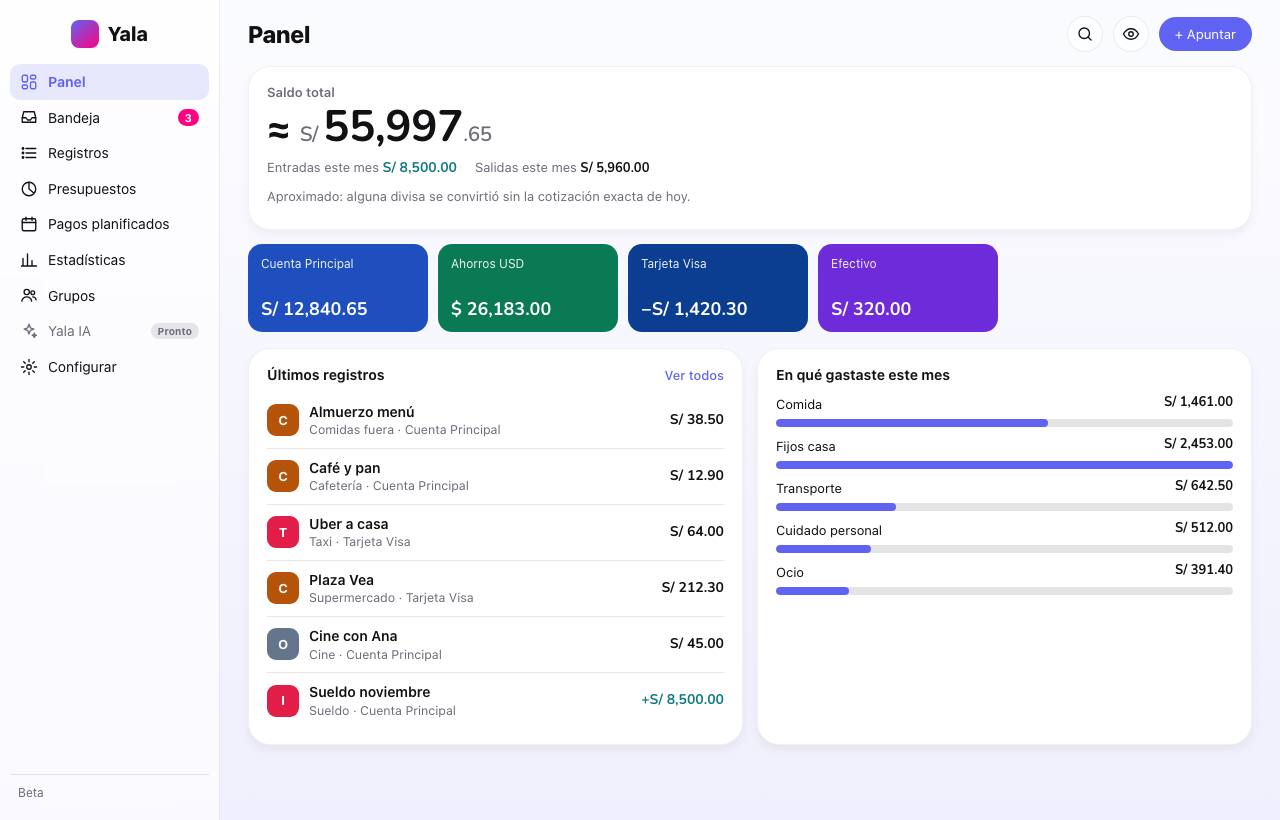 Yala
Panel
Bandeja 3
Registros
Presupuestos
Pagos planificados
Estadísticas
Grupos
Yala IA Pronto
Configurar
Beta
Panel
+ Apuntar
Saldo total
≈ S/ 55,997.65
Entradas este mes S/ 8,500.00 Salidas este mes S/ 5,960.00
Aproximado: alguna divisa se convirtió sin la cotización exacta de hoy.
Cuenta Principal
S/ 12,840.65
Ahorros USD
$ 26,183.00
Tarjeta Visa
−S/ 1,420.30
Efectivo
S/ 320.00
Últimos registros Ver todos
C
Almuerzo menú
Comidas fuera · Cuenta Principal
S/ 38.50
C
Café y pan
Cafetería · Cuenta Principal
S/ 12.90
T
Uber a casa
Taxi · Tarjeta Visa
S/ 64.00
C
Plaza Vea
Supermercado · Tarjeta Visa
S/ 212.30
O
Cine con Ana
Cine · Cuenta Principal
S/ 45.00
I
Sueldo noviembre
Sueldo · Cuenta Principal
+S/ 8,500.00
En qué gastaste este mes
Comida S/ 1,461.00
Fijos casa S/ 2,453.00
Transporte S/ 642.50
Cuidado personal S/ 512.00
Ocio S/ 391.40